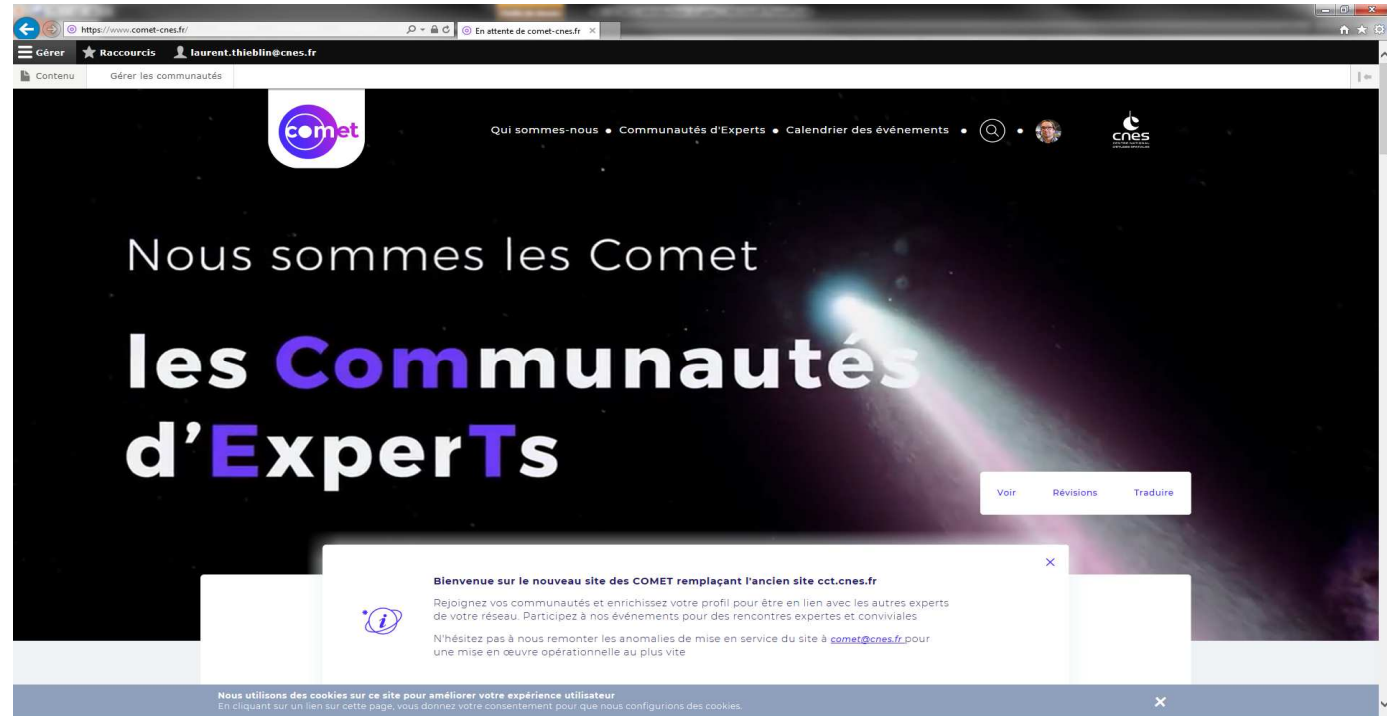 https://www.comet-cnes.fr/
En attente de comet-cnes.fr
Gérer Raccourcis laurent.thieblin@cnes.fr
Contenu Gérer les communautés
comet
Qui sommes-nous • Communautés d'Experts • Calendrier des événements
cnes
Nous sommes les Comet
les Communautés
d'ExperTs
Voir Révisions Traduire
Bienvenue sur le nouveau site des COMET remplaçant l'ancien site cct.cnes.fr
Rejoignez vos communautés et enrichissez votre profil pour être en lien avec les autres experts
de votre réseau. Participez à nos événements pour des rencontres expertes et conviviales
N'hésitez pas à nous remonter les anomalies de mise en service du site à comet@cnes.fr pour
une mise en œuvre opérationnelle au plus vite
Nous utilisons des cookies sur ce site pour améliorer votre expérience utilisateur
En cliquant sur un lien sur cette page, vous donnez votre consentement pour que nous configurions des cookies.